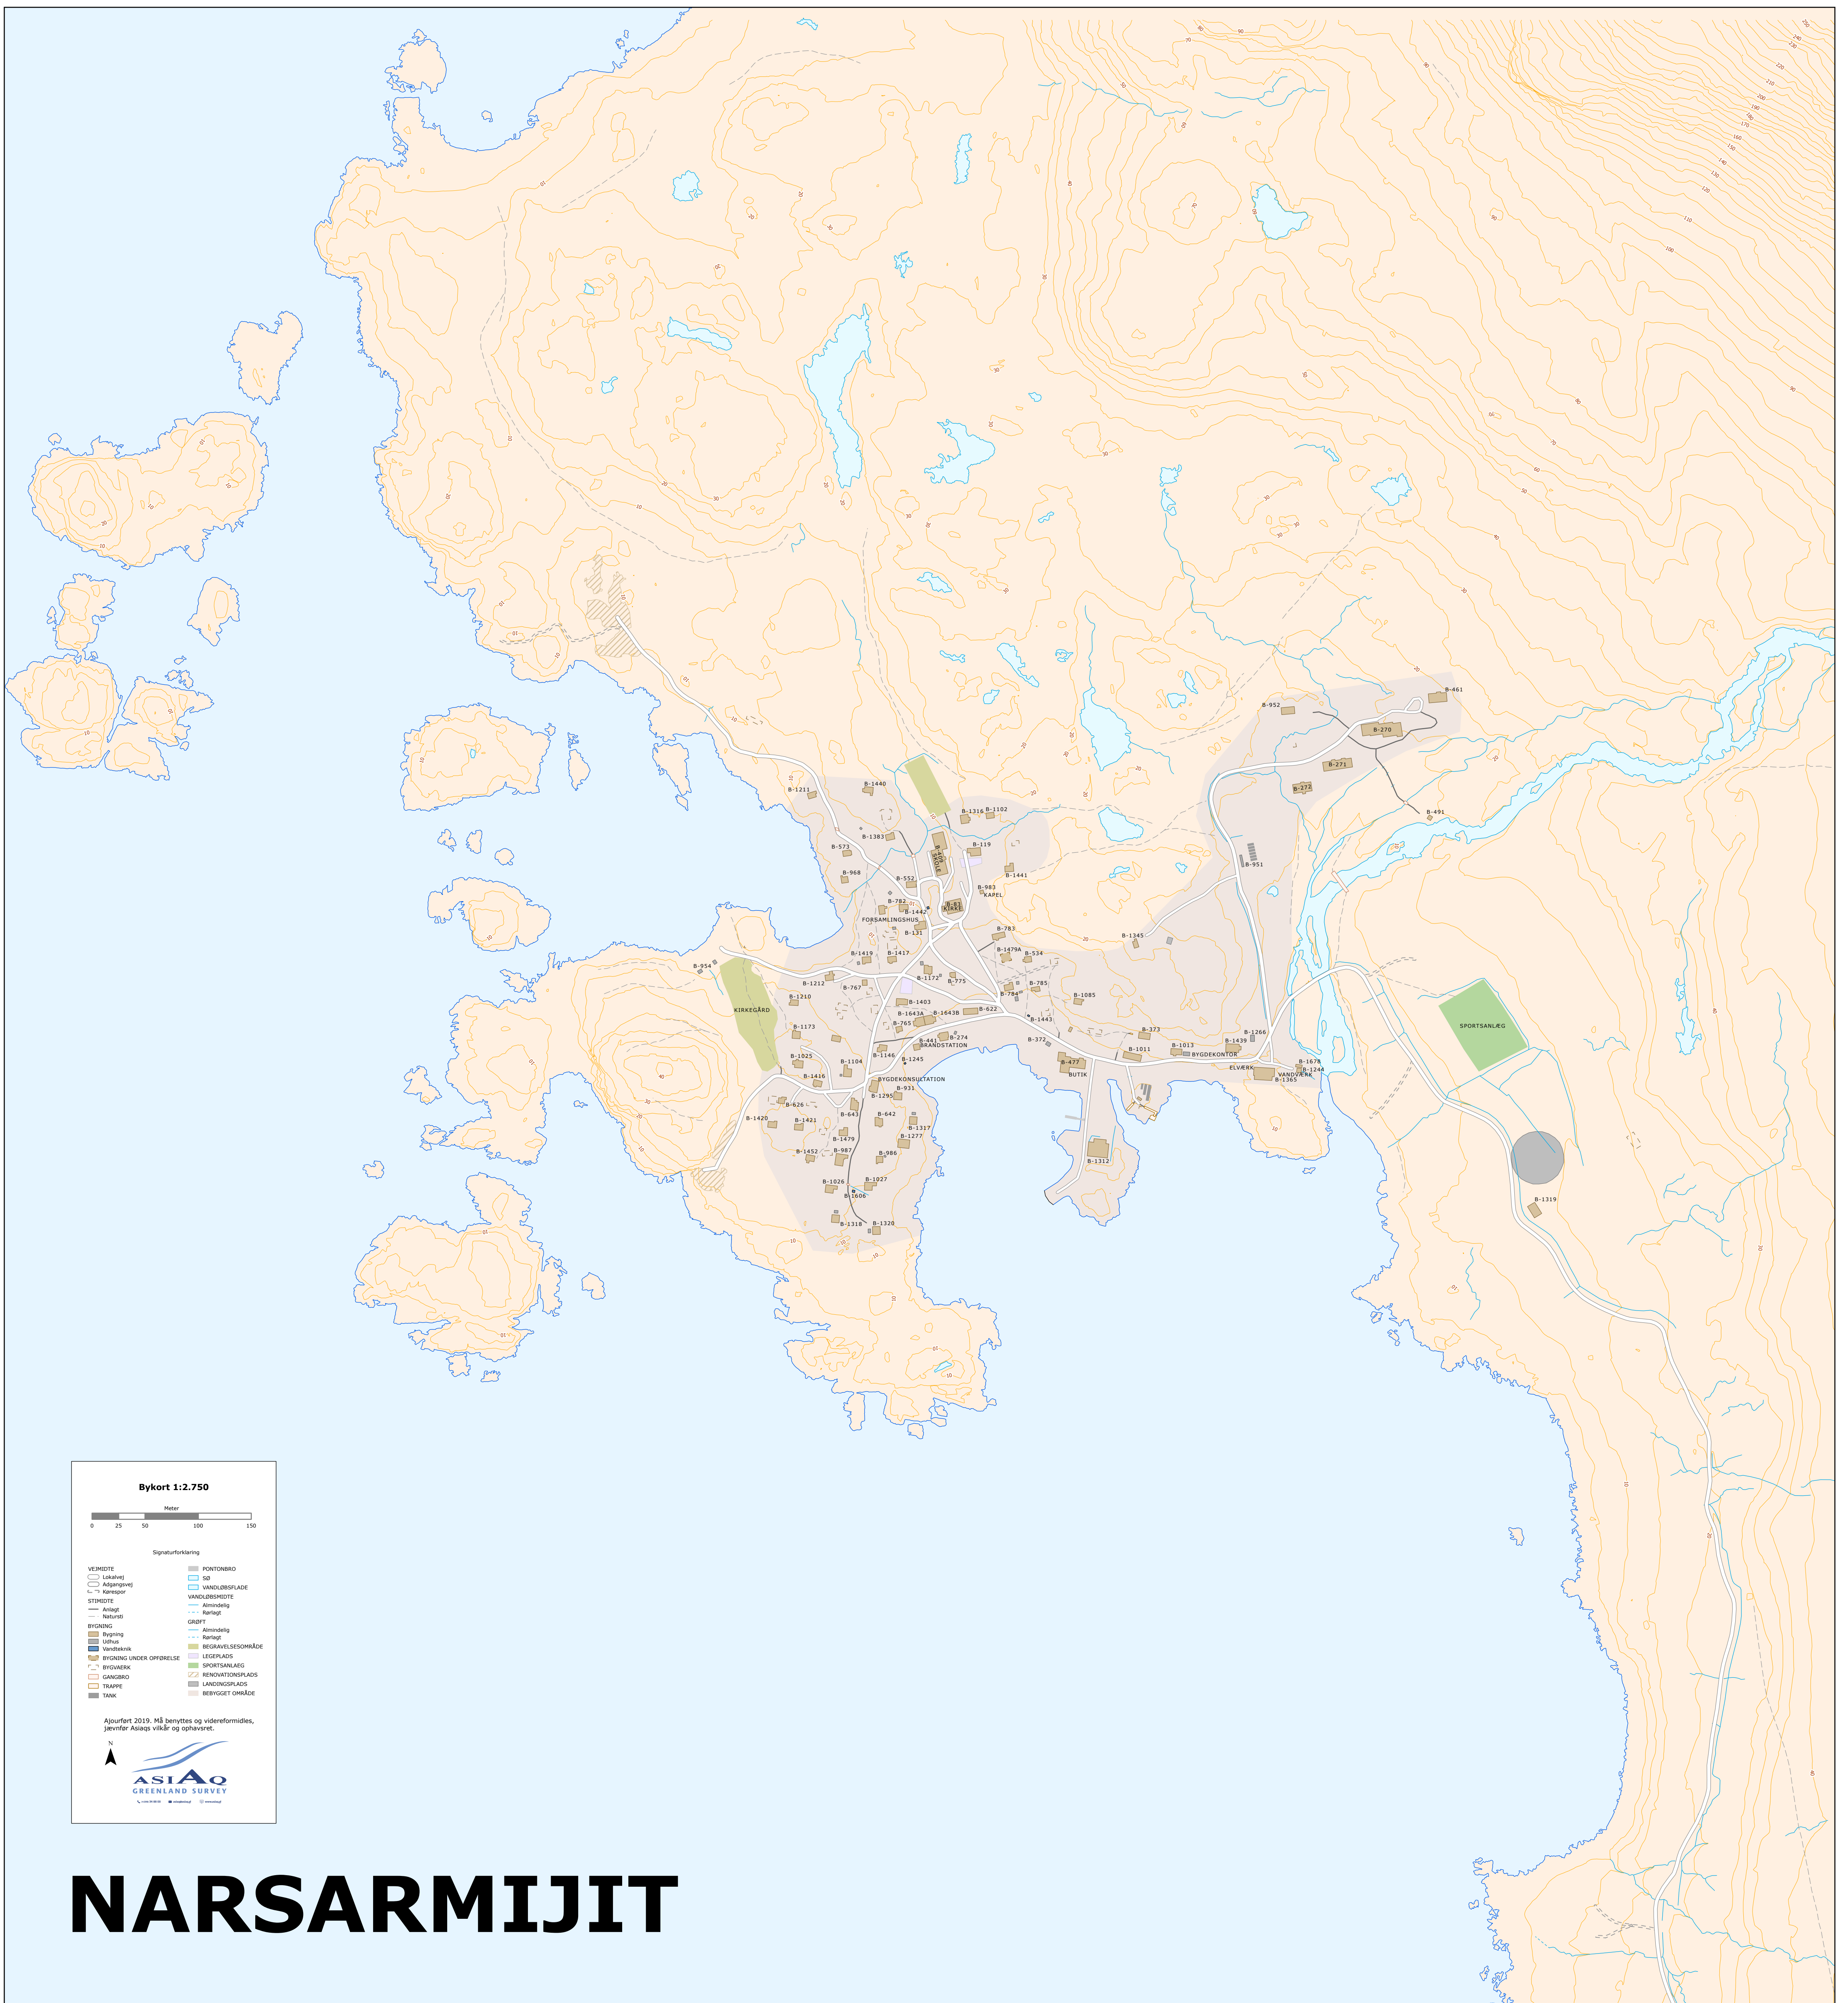 B-461
B-952
B-270
B-271
B-272
B-491
B-1440
B-1211
B-1316
B-1102
B-1383
B-573
B-409
SKOLE
B-119
B-951
B-968
B-552
B-1441
B-983
KAPEL
B-782
B-1442
B-83
KIRKE
FORSAMLINGSHUS
B-131
B-783
B-1345
B-1419
B-1417
B-1479A
B-534
B-954
B-1212
B-767
B-1172
B-775
B-784
B-785
B-1210
B-1403
B-1085
KIRKEGÅRD
B-1643A
B-1643B
B-622
B-1443
SPORTSANLÆG
B-765
B-1173
B-441
B-274
BRANDSTATION
B-372
B-373
B-1266
B-1439
B-1025
B-1104
B-1146
B-1245
B-477
BUTIK
B-1011
B-1013
BYGDEKONTOR
ELVÆRK
B-1678
B-1244
VANDVÆRK
B-1365
B-1416
BYGDEKONSULTATION
B-931
B-1295
B-626
B-643
B-642
B-1317
B-1420
B-1421
B-1479
B-1277
B-1452
B-987
B-986
B-1312
B-1026
B-1027
B-1606
B-1318
B-1320
B-1319
Bykort 1:2.750
Meter
0 25 50 100 150
Signaturforklaring
VEJMIDTE
Lokalvej
Adgangsvej
Kørespor
STIMIDTE
Anlagt
Natursti
BYGNING
Bygning
Udhus
Vandteknik
BYGNING UNDER OPFØRELSE
BYGVAERK
GANGBRO
TRAPPE
TANK
PONTONBRO
SØ
VANDLØBSFLADE
VANDLØBSMIDTE
Almindelig
Rørlagt
GRØFT
Almindelig
Rørlagt
BEGRAVELSESOMRÅDE
LEGEPLADS
SPORTSANLAEG
RENOVATIONSPLADS
LANDINGSPLADS
BEBYGGET OMRÅDE
Ajourført 2019. Må benyttes og videreformidles,
jævnfør Asiaqs vilkår og ophavsret.
N
ASIAQ
GREENLAND SURVEY
NARSARMIJIT